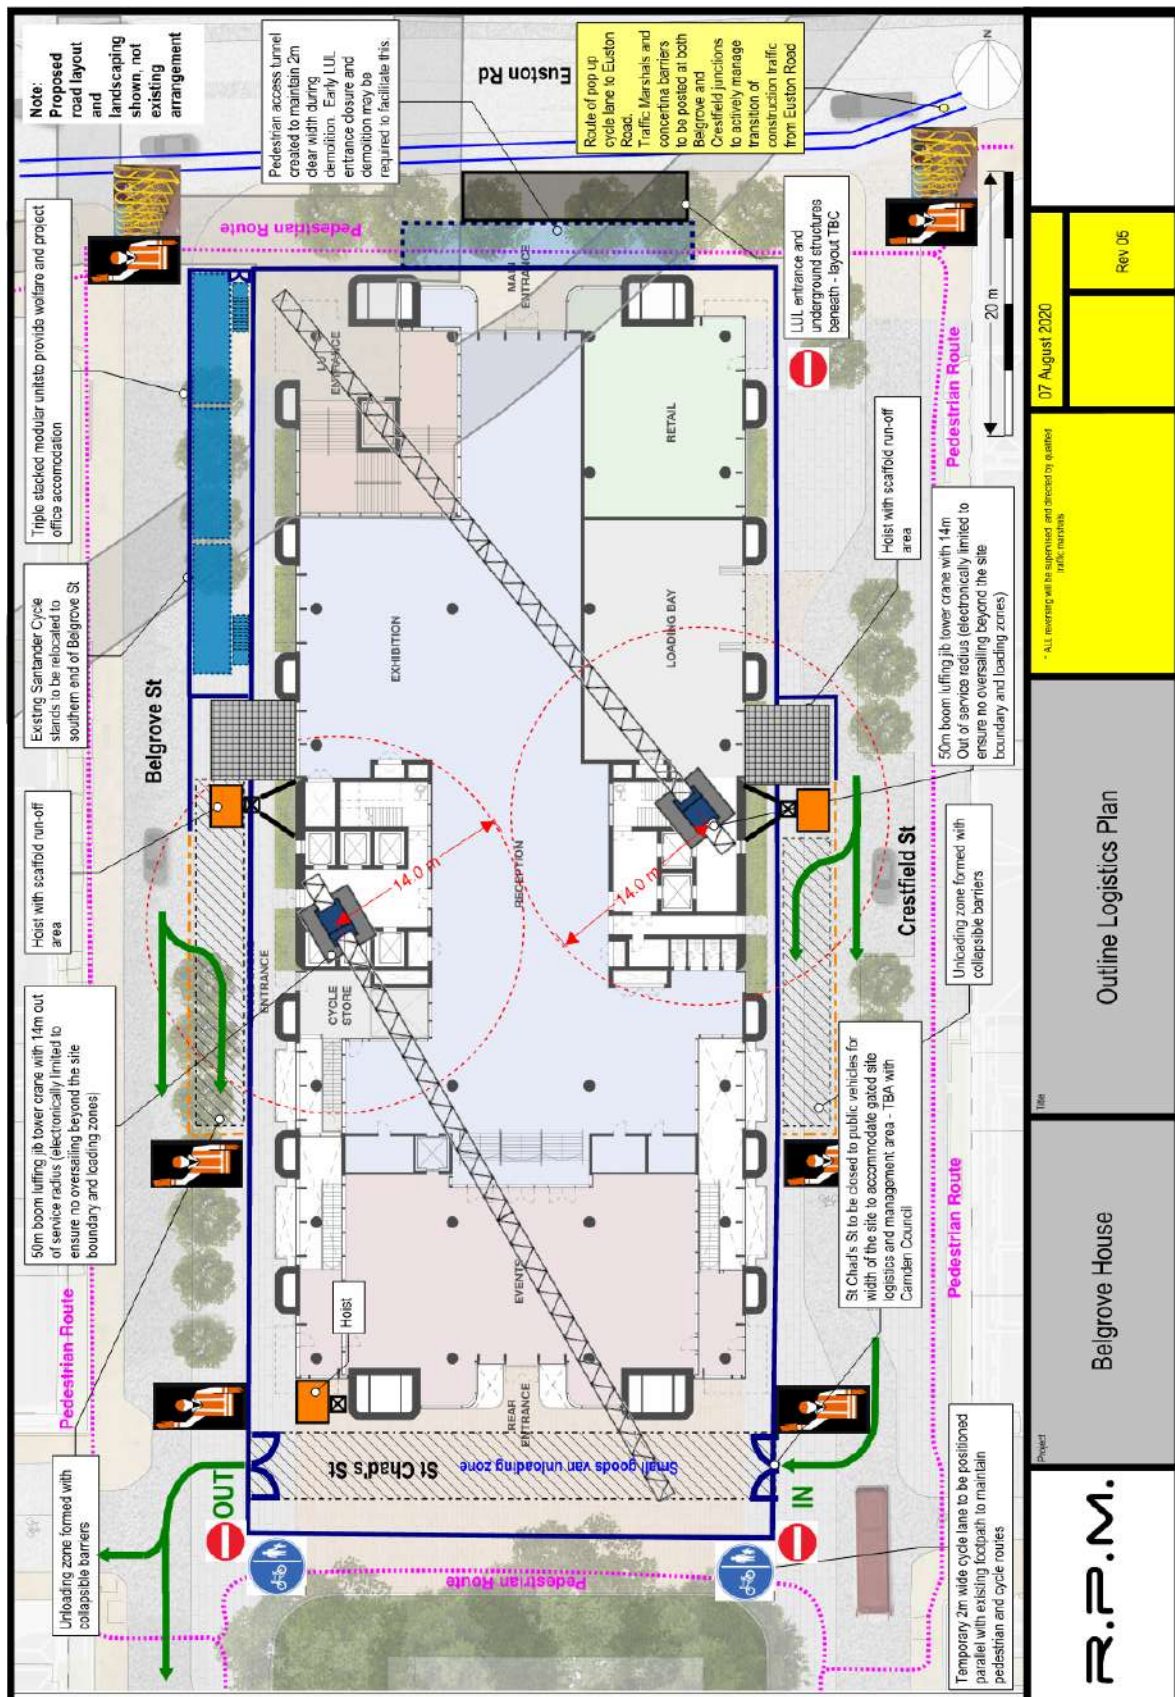 Note:
Proposed
road layout
and
landscaping
shown, not
existing
arrangement
Pedestrian access tunnel
created to maintain 2m
clear width during
demolition. Early LUL
entrance closure and
demolition may be
required to facilitate this.
Euston Rd
Route of pop up
cycle lane to Euston
Road.
Traffic Marshals and
concertina barriers
to be posted at both
Belgrove and
Crestfield junctions
to actively manage
transition of
construction traffic
from Euston Road
N
Triple stacked modular unitsto provide welfare and project
office accomodation
Pedestrian Route
LUL entrance and
underground structures
beneath - layout TBC
20 m
Existing Santander Cycle
stands to be relocated to
southern end of Belgrove St
MAIN
ENTRANCE
ENTRANCE
RETAIL
Pedestrian Route
Hoist with scaffold run-off
area
Belgrove St
EXHIBITION
LOADING BAY
Hoist with scaffold run-off
area
50m boom luffing jib tower crane with 14m
Out of service radius (electronically limited to
ensure no oversailing beyond the site
boundary and loading zones)
50m boom luffing jib tower crane with 14m out
of service radius (electronically limited to
ensure no oversailing beyond the site
boundary and loading zones)
14.0 m
RECEPTION
14.0 m
Crestfield St
Unloading zone formed with
collapsible barriers
ENTRANCE
CYCLE
STORE
St Chad's St to be closed to public vehicles for
width of the site to accommodate gated site
logistics and management area - TBA with
Camden Council
Pedestrian Route
Hoist
EVENTS
Pedestrian Route
Unloading zone formed with
collapsible barriers
OUT
St Chad's St
Small goods van unloading zone
REAR
ENTRANCE
IN
Pedestrian Route
Temporary 2m wide cycle lane to be positioned
parallel with existing footpath to maintain
pedestrian and cycle routes
R.P.M.
Project
Belgrove House
Title
Outline Logistics Plan
* ALL reversing will be supervised and directed by qualified
traffic marshals
07 August 2020
Rev 05